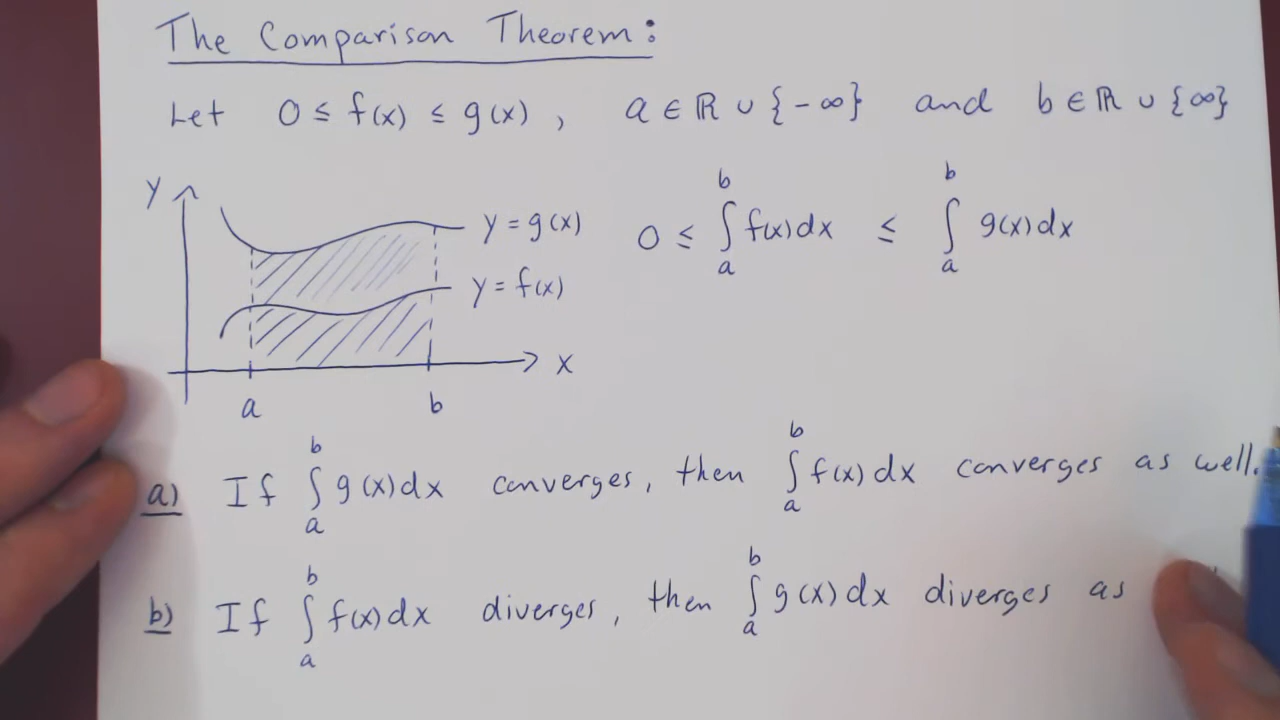 The Comparison Theorem:
Let 0 ≤ f(x) ≤ g(x), a ∈ ℝ ∪ {-∞} and b ∈ ℝ ∪ {∞}
y
y = g(x)
y = f(x)
x
a b
0 ≤ ∫_a^b f(x)dx ≤ ∫_a^b g(x)dx
a) If ∫_a^b g(x)dx converges, then ∫_a^b f(x)dx converges as well.
b) If ∫_a^b f(x)dx diverges, then ∫_a^b g(x)dx diverges as